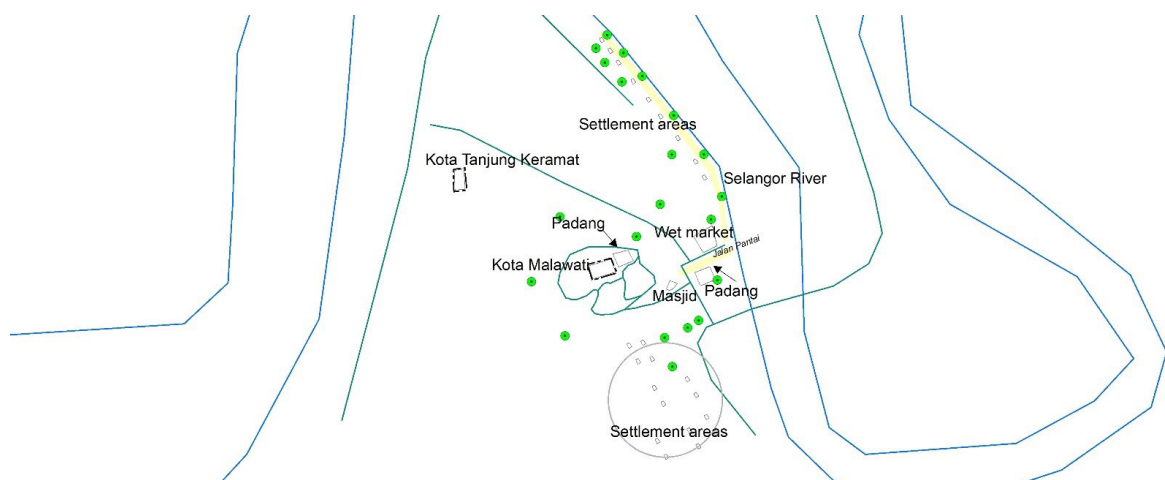 Settlement areas
Kota Tanjung Keramat
Selangor River
Padang
Wet market
Jalan Pantai
Kota Malawati
Masjid
Padang
Settlement areas